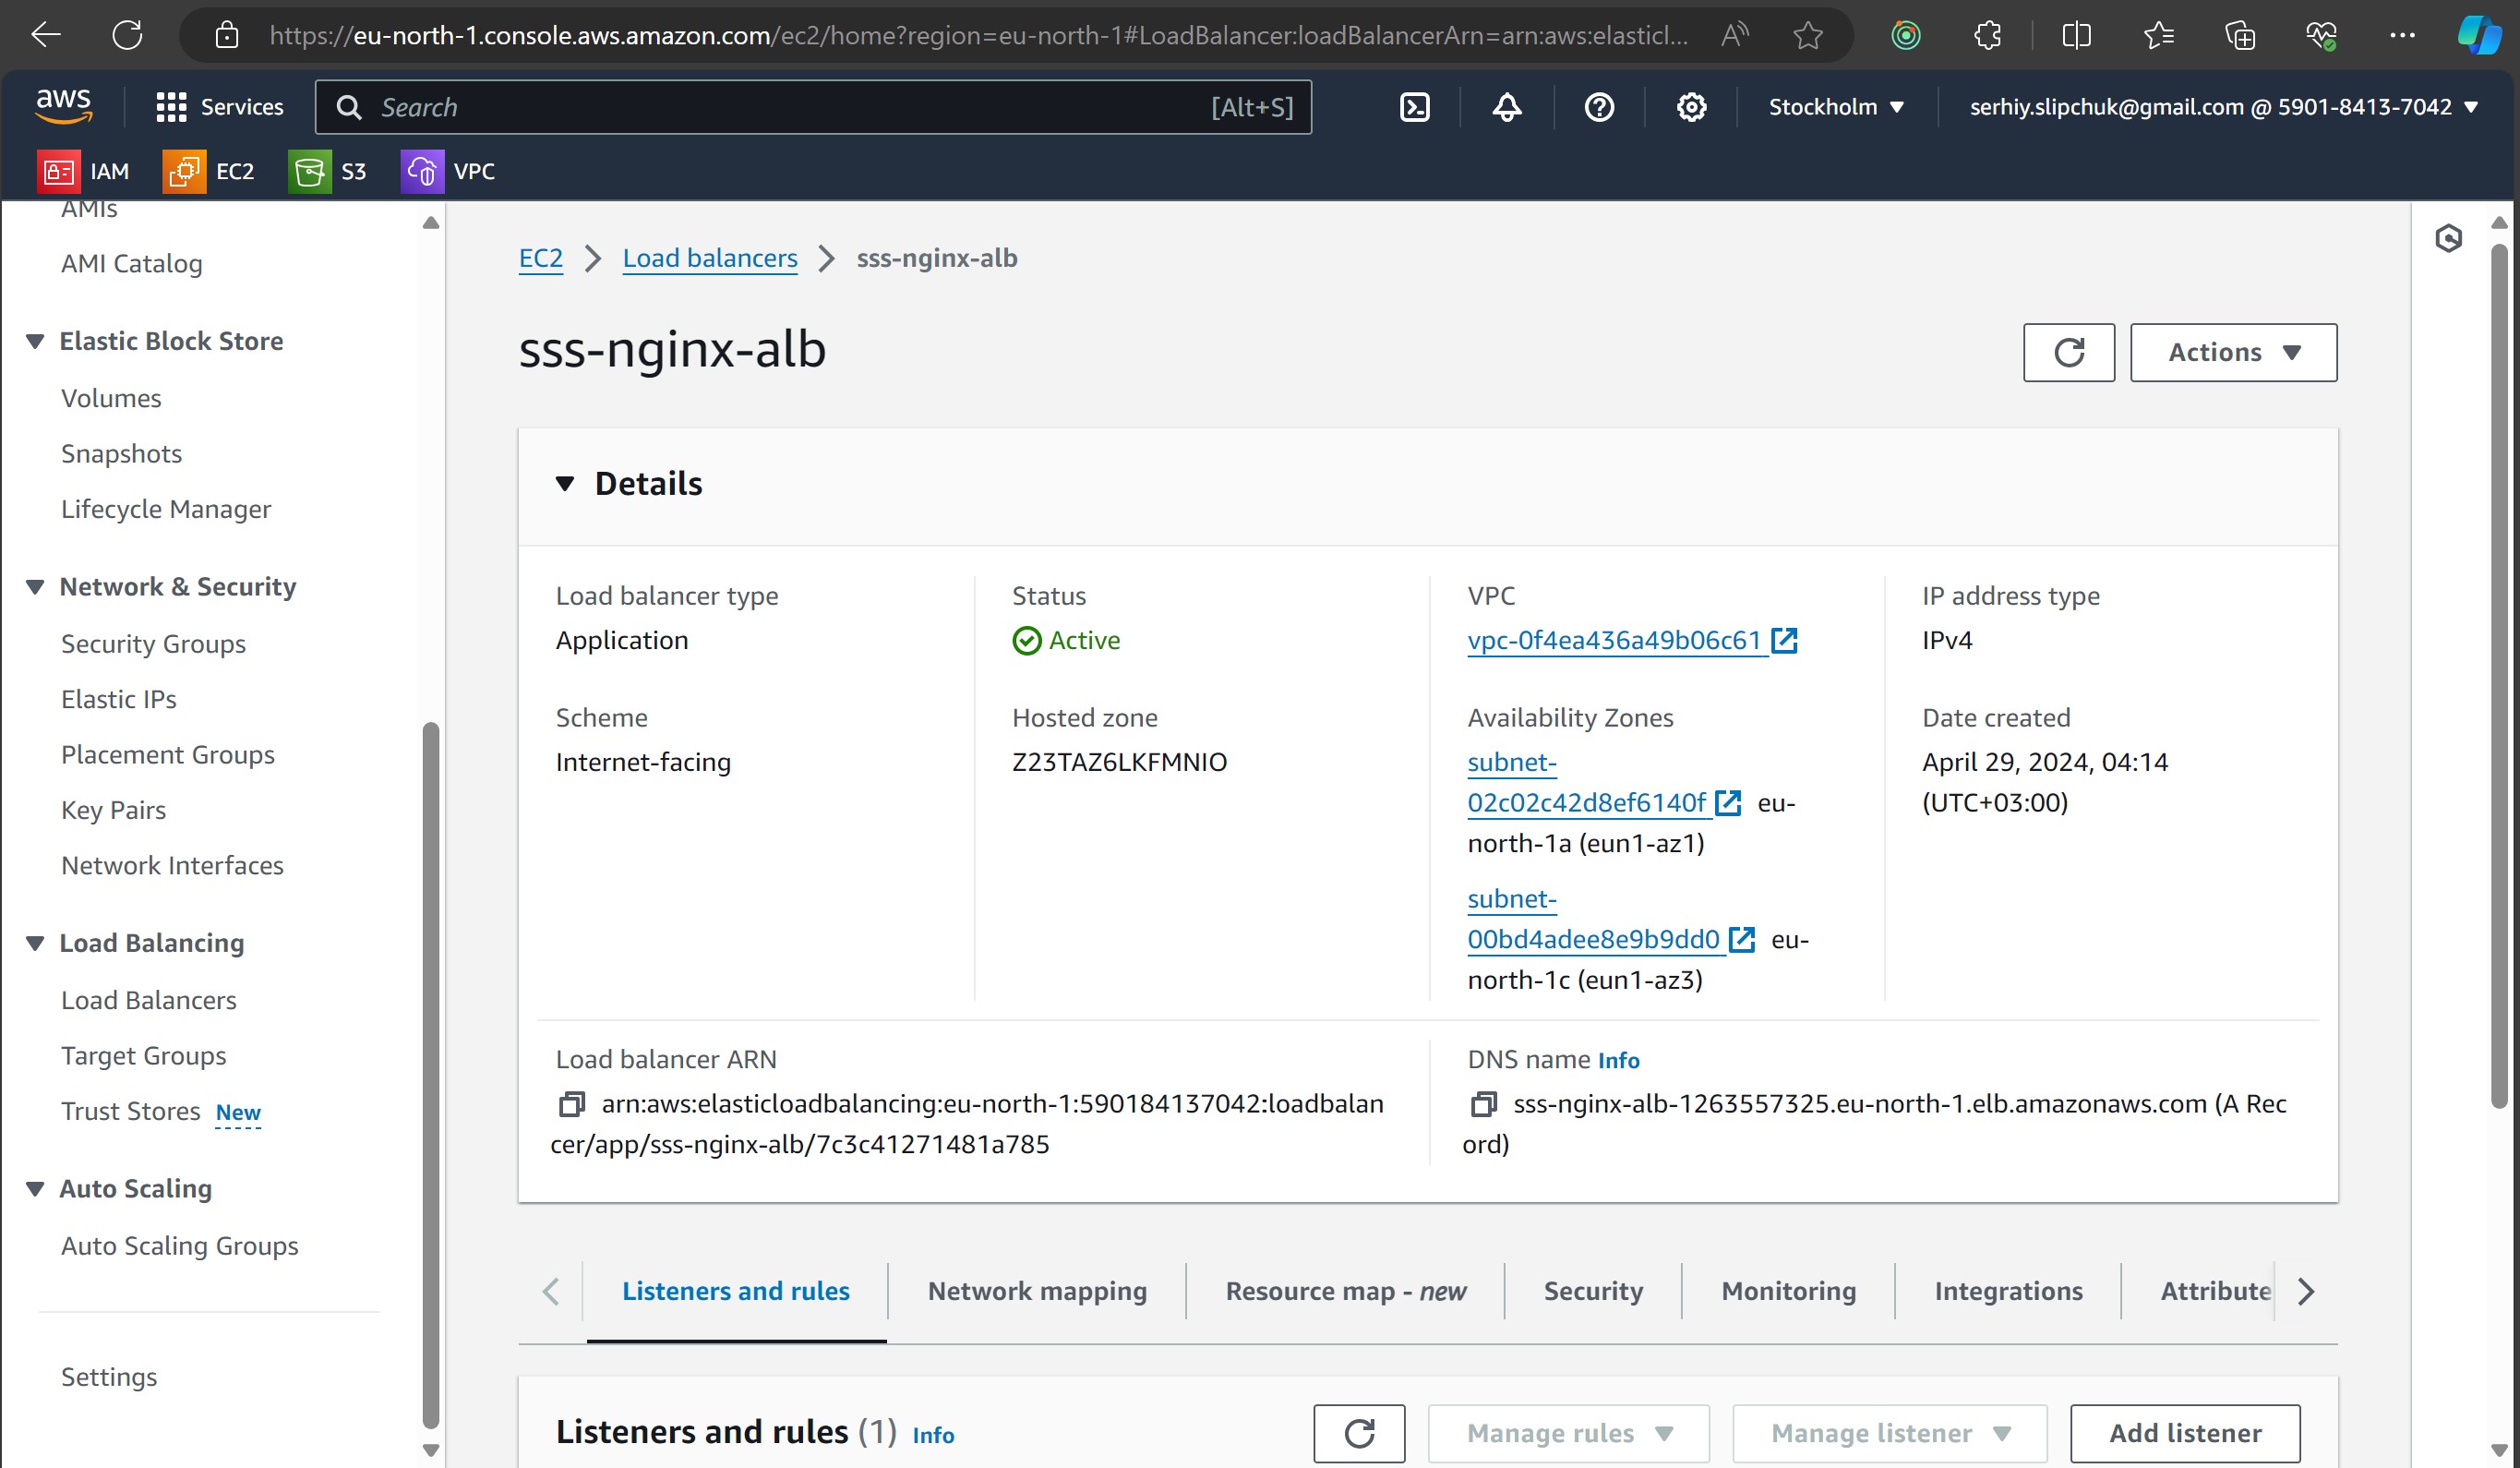 https://eu-north-1.console.aws.amazon.com/ec2/home?region=eu-north-1#LoadBalancer:loadBalancerArn=arn:aws:elasticl...
aws
Services
Search [Alt+S]
Stockholm
serhiy.slipchuk@gmail.com @ 5901-8413-7042
IAM EC2 S3 VPC
AMIs
AMI Catalog
Elastic Block Store
Volumes
Snapshots
Lifecycle Manager
Network & Security
Security Groups
Elastic IPs
Placement Groups
Key Pairs
Network Interfaces
Load Balancing
Load Balancers
Target Groups
Trust Stores New
Auto Scaling
Auto Scaling Groups
Settings
EC2 Load balancers sss-nginx-alb
sss-nginx-alb
Actions
Details
Load balancer type
Application
Scheme
Internet-facing
Status
Active
Hosted zone
Z23TAZ6LKFMNIO
VPC
vpc-0f4ea436a49b06c61
Availability Zones
subnet-
02c02c42d8ef6140f eu-
north-1a (eun1-az1)
subnet-
00bd4adee8e9b9dd0 eu-
north-1c (eun1-az3)
IP address type
IPv4
Date created
April 29, 2024, 04:14
(UTC+03:00)
Load balancer ARN
arn:aws:elasticloadbalancing:eu-north-1:590184137042:loadbalan
cer/app/sss-nginx-alb/7c3c41271481a785
DNS name Info
sss-nginx-alb-1263557325.eu-north-1.elb.amazonaws.com (A Rec
ord)
Listeners and rules Network mapping Resource map - new Security Monitoring Integrations Attribute
Listeners and rules (1) Info
Manage rules
Manage listener
Add listener